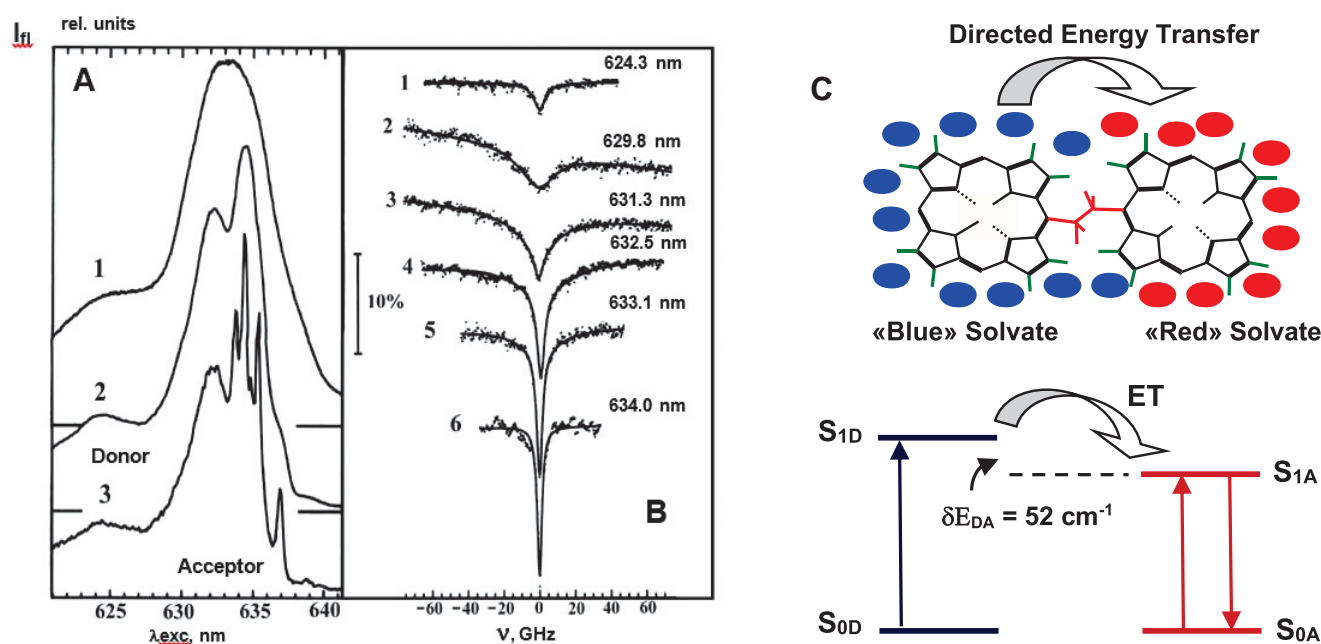 I_fl rel. units
A
1
2
Donor
3
Acceptor
625 630 635 640
λexc, nm
10%
1 624.3 nm
2 629.8 nm
3 631.3 nm
632.5 nm
4
633.1 nm
5
634.0 nm
6
B
−60 −40 −20 0 20 40 60
ν, GHz
C
Directed Energy Transfer
«Blue» Solvate «Red» Solvate
ET
S1D
S1A
δEDA = 52 cm-1
S0D
S0A